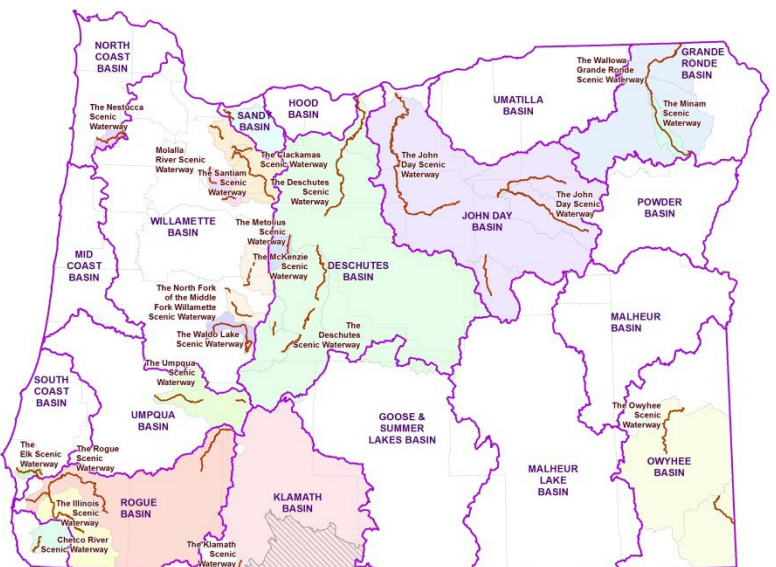 NORTH
COAST
BASIN
The Nestucca
Scenic
Waterway
SANDY
BASIN
HOOD
BASIN
UMATILLA
BASIN
The Wallowa-
Grande Ronde
Scenic Waterway
GRANDE
RONDE
BASIN
The Minam
Scenic
Waterway
Molalla
River Scenic
Waterway
The Clackamas
Scenic Waterway
The Santiam
Scenic
Waterway
The Deschutes
Scenic
Waterway
The John
Day Scenic
Waterway
The John
Day Scenic
Waterway
JOHN DAY
BASIN
POWDER
BASIN
WILLAMETTE
BASIN
The Metolius
Scenic
Waterway
The McKenzie
Scenic
Waterway
MID
COAST
BASIN
DESCHUTES
BASIN
The North Fork
of the Middle
Fork Willamette
Scenic Waterway
The Waldo Lake
Scenic Waterway
The
Deschutes
Scenic Waterway
MALHEUR
BASIN
The Umpqua
Scenic
Waterway
SOUTH
COAST
BASIN
UMPQUA
BASIN
GOOSE &
SUMMER
LAKES BASIN
The Owyhee
Scenic
Waterway
The
Elk Scenic
Waterway
The Rogue
Scenic
Waterway
MALHEUR
LAKE
BASIN
OWYHEE
BASIN
The Illinois
Scenic
Waterway
ROGUE
BASIN
KLAMATH
BASIN
Chetco River
Scenic Waterway
The Klamath
Scenic
Waterway